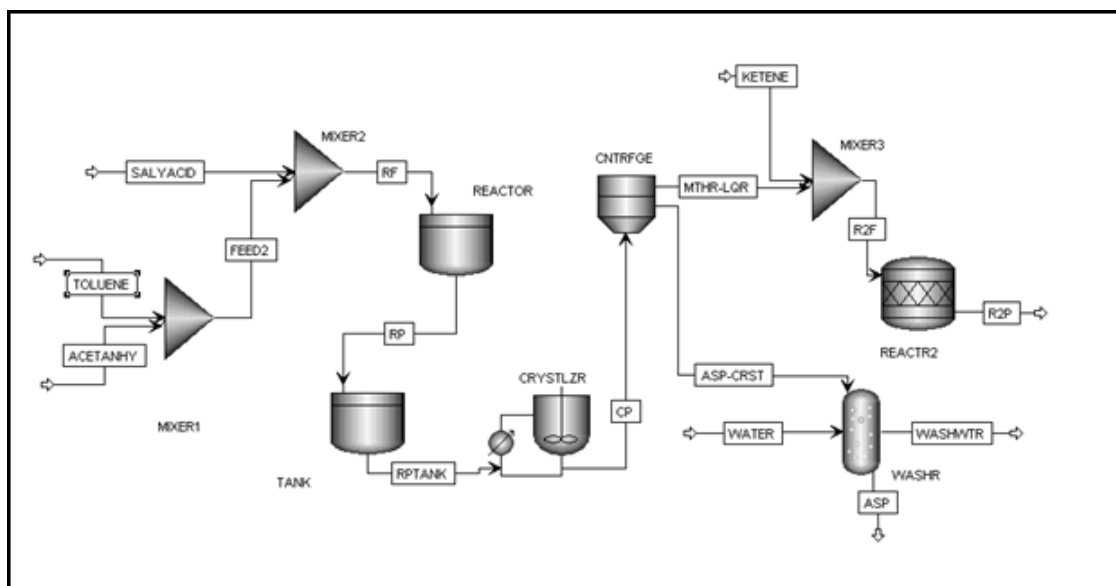 KETENE
MIXER2
MIXER3
CNTRFGE
SALYACID
RF
REACTOR
MTHR-LQR
R2F
FEED2
TOLUENE
R2P
RP
ACETANHY
REACTR2
CRYSTLZR
ASP-CRST
CP
MIXER1
WATER
WASHWTR
TANK
RPTANK
WASHR
ASP